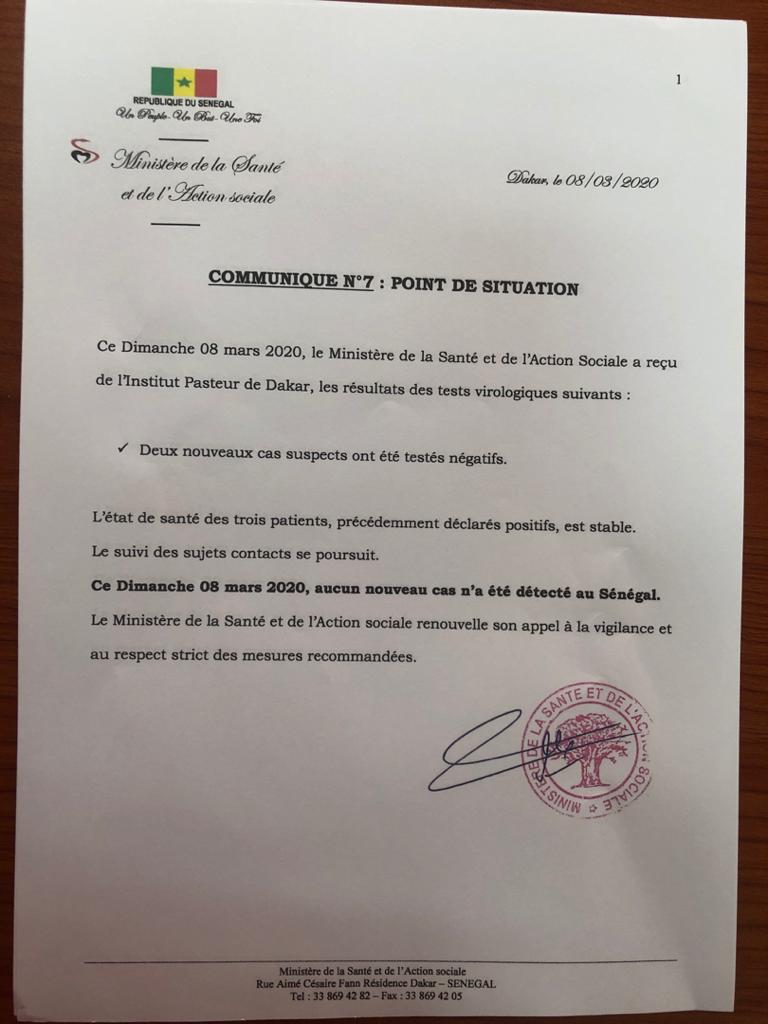 1
REPUBLIQUE DU SENEGAL
Un Peuple - Un But - Une Foi
Ministère de la Santé
et de l'Action sociale
Dakar, le 08/03/2020
COMMUNIQUE N°7 : POINT DE SITUATION
Ce Dimanche 08 mars 2020, le Ministère de la Santé et de l'Action Sociale a reçu
de l'Institut Pasteur de Dakar, les résultats des tests virologiques suivants :
✓ Deux nouveaux cas suspects ont été testés négatifs.
L'état de santé des trois patients, précédemment déclarés positifs, est stable.
Le suivi des sujets contacts se poursuit.
Ce Dimanche 08 mars 2020, aucun nouveau cas n'a été détecté au Sénégal.
Le Ministère de la Santé et de l'Action sociale renouvelle son appel à la vigilance et
au respect strict des mesures recommandées.
MINISTERE DE LA SANTE ET DE L'ACTION SOCIALE
Ministère de la Santé et de l'Action sociale
Rue Aimé Césaire Fann Résidence Dakar – SENEGAL
Tel : 33 869 42 82 – Fax : 33 869 42 05